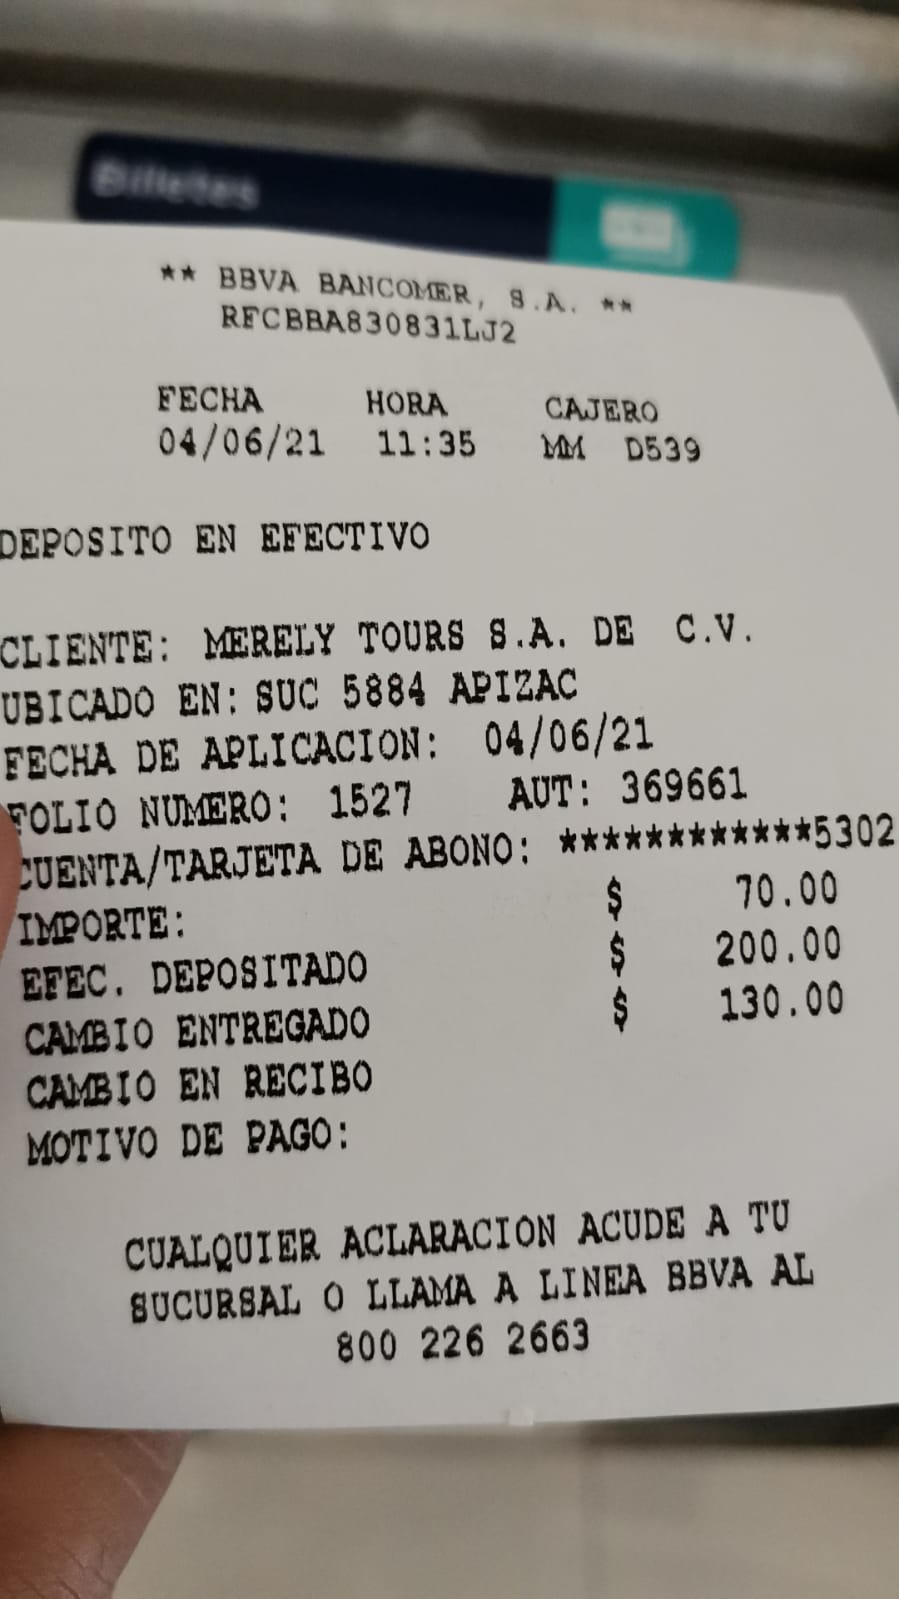 Billetes
** BBVA BANCOMER, S.A. **
RFCBBA830831LJ2
FECHA HORA CAJERO
04/06/21 11:35 MM D539
DEPOSITO EN EFECTIVO
CLIENTE: MERELY TOURS S.A. DE C.V.
UBICADO EN: SUC 5884 APIZAC
FECHA DE APLICACION: 04/06/21
FOLIO NUMERO: 1527 AUT: 369661
CUENTA/TARJETA DE ABONO: ************5302
IMPORTE: $ 70.00
EFEC. DEPOSITADO $ 200.00
CAMBIO ENTREGADO $ 130.00
CAMBIO EN RECIBO
MOTIVO DE PAGO:
CUALQUIER ACLARACION ACUDE A TU
SUCURSAL O LLAMA A LINEA BBVA AL
800 226 2663